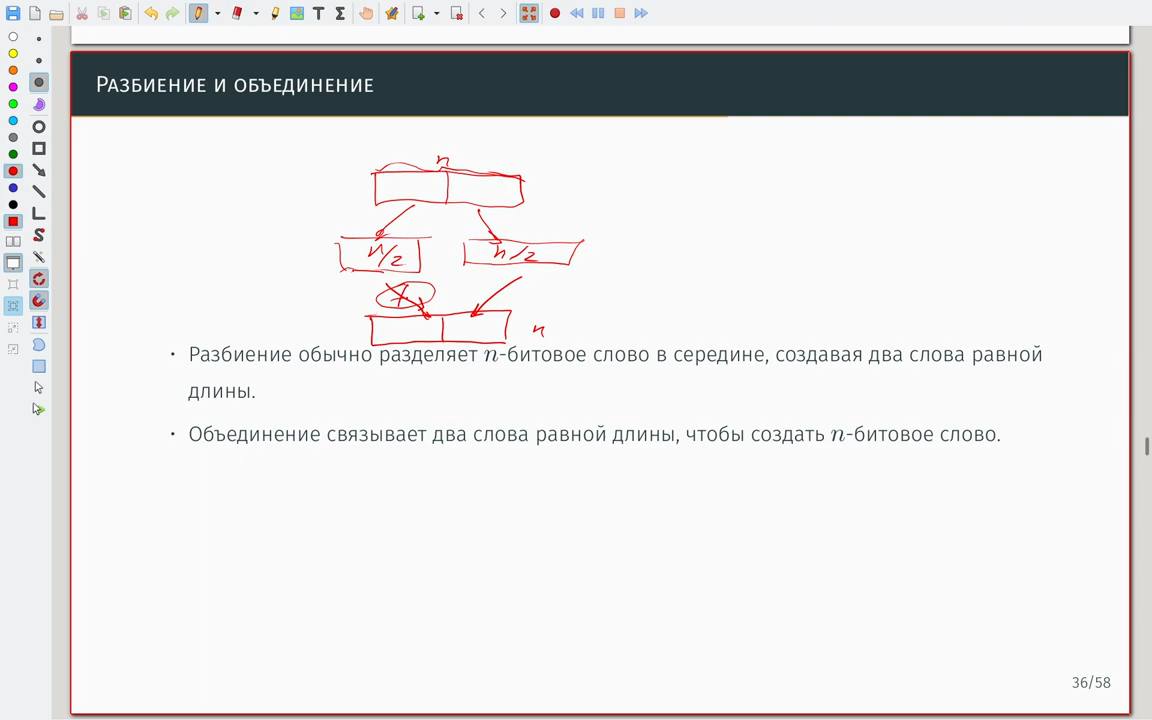 Разбиение и объединение
n
n/2 n/2
n
· Разбиение обычно разделяет n-битовое слово в середине, создавая два слова равной
длины.
· Объединение связывает два слова равной длины, чтобы создать n-битовое слово.
36/58